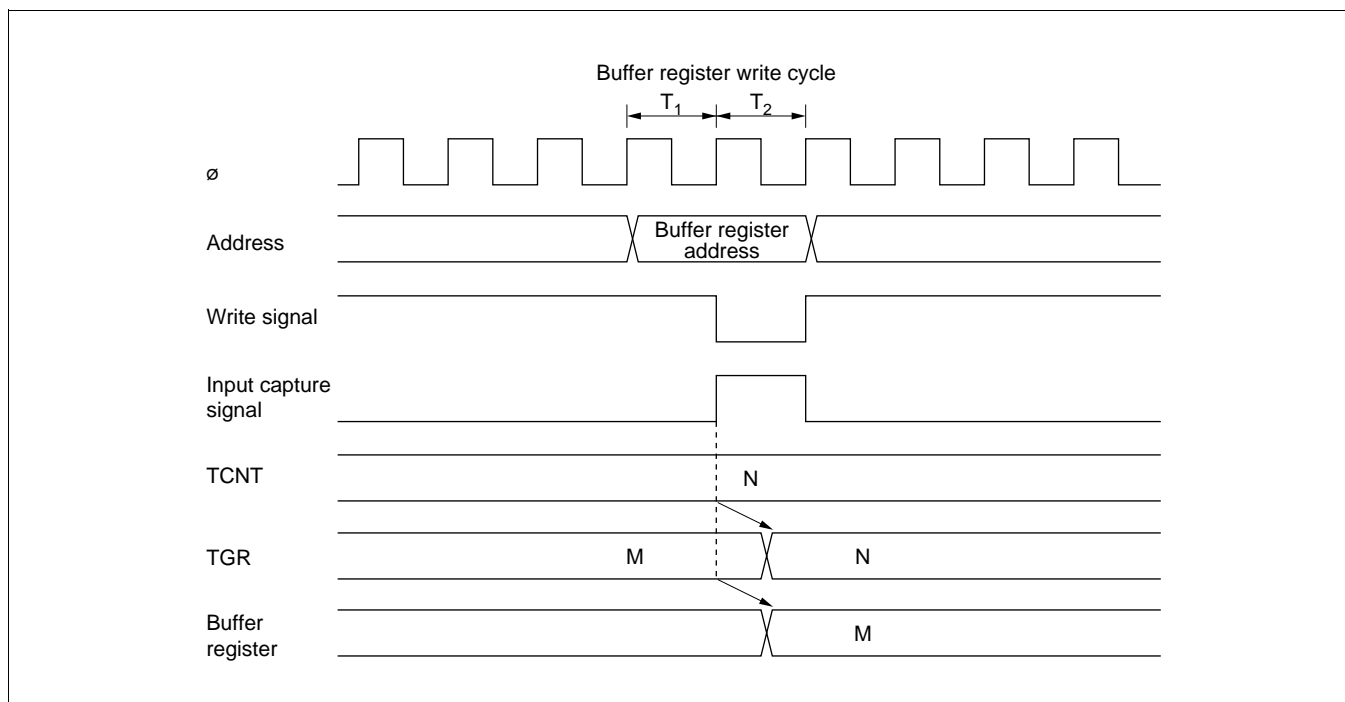 Buffer register write cycle
T1 T2
ø
Address
Buffer register
address
Write signal
Input capture
signal
TCNT
N
TGR
M
N
Buffer
register
M